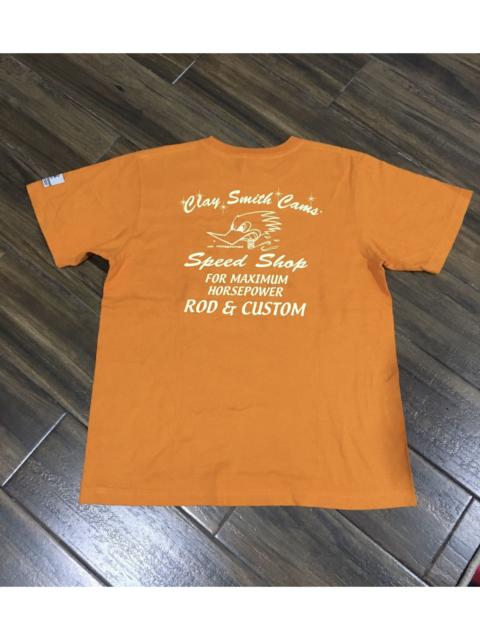 Clay Smith Cams
Speed Shop
FOR MAXIMUM
HORSEPOWER
ROD & CUSTOM